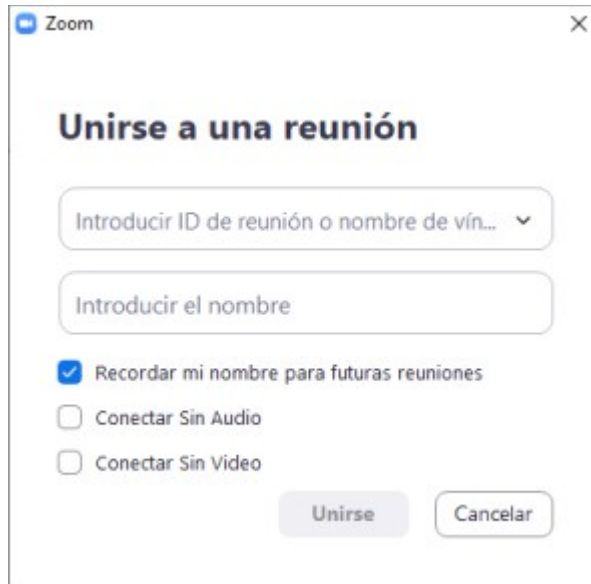 Zoom
Unirse a una reunión
Introducir ID de reunión o nombre de vín...
Introducir el nombre
Recordar mi nombre para futuras reuniones
Conectar Sin Audio
Conectar Sin Video
Unirse Cancelar